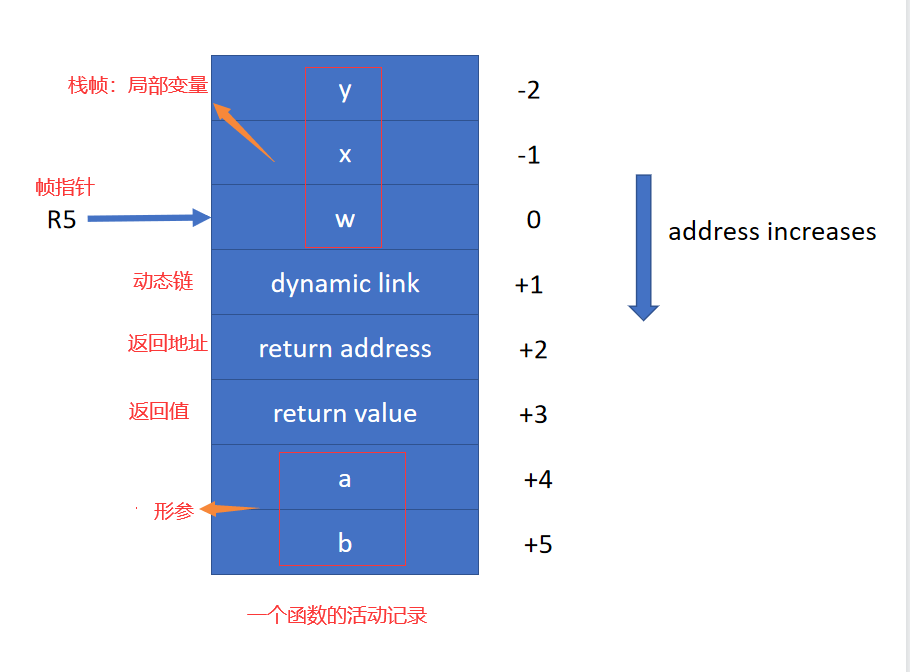 栈帧：局部变量 y -2
x -1
帧指针
R5 w 0
address increases
动态链 dynamic link +1
返回地址 return address +2
返回值 return value +3
a +4
形参
b +5
一个函数的活动记录